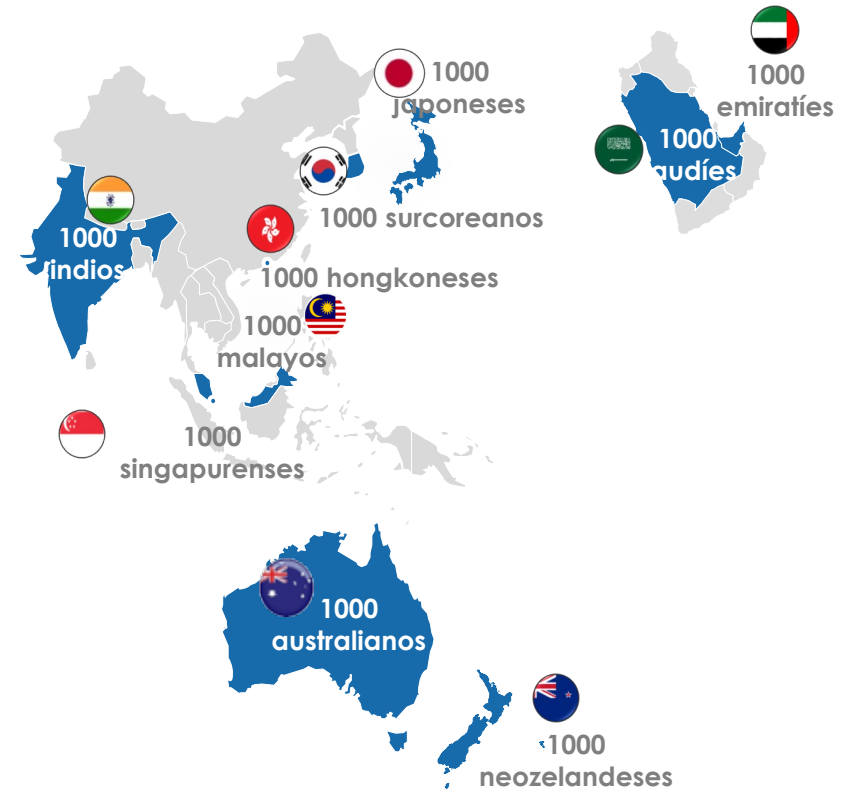 1000
japoneses
1000
emiratíes
1000
audíes
1000 surcoreanos
1000
indios
1000 hongkoneses
1000
malayos
1000
singapurenses
1000
australianos
1000
neozelandeses